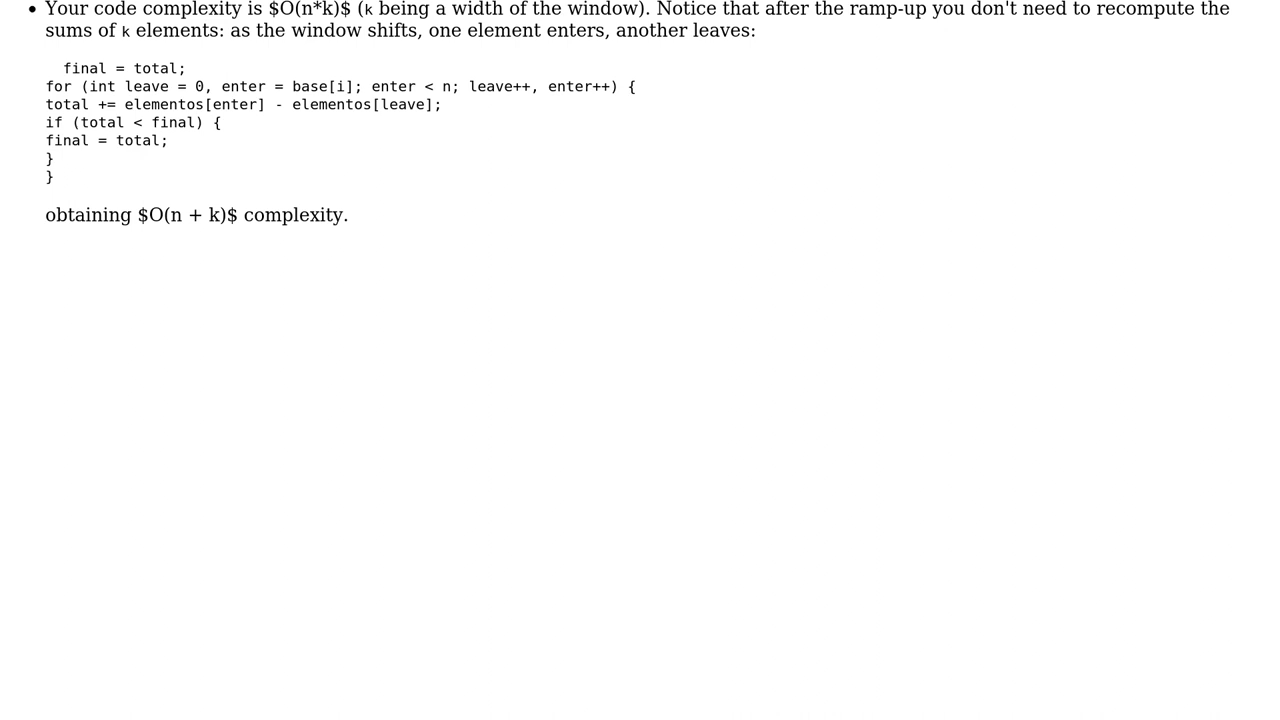 • Your code complexity is $O(n*k)$ (k being a width of the window). Notice that after the ramp-up you don't need to recompute the
sums of k elements: as the window shifts, one element enters, another leaves:
final = total;
for (int leave = 0, enter = base[i]; enter < n; leave++, enter++) {
total += elementos[enter] - elementos[leave];
if (total < final) {
final = total;
}
}
obtaining $O(n + k)$ complexity.